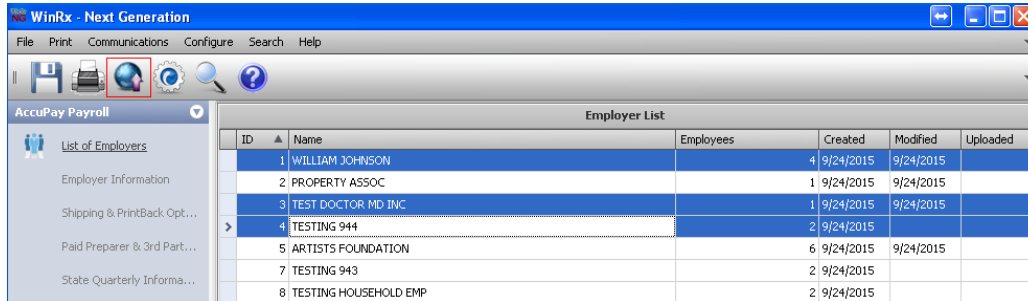 NG WinRx - Next Generation
File Print Communications Configure Search Help
AccuPay Payroll
List of Employers
Employer Information
Shipping & PrintBack Opt...
Paid Preparer & 3rd Part...
State Quarterly Informa...
Employer List
ID Name Employees Created Modified Uploaded
1 WILLIAM JOHNSON 4 9/24/2015 9/24/2015
2 PROPERTY ASSOC 1 9/24/2015 9/24/2015
3 TEST DOCTOR MD INC 1 9/24/2015 9/24/2015
4 TESTING 944 2 9/24/2015
5 ARTISTS FOUNDATION 6 9/24/2015 9/24/2015
7 TESTING 943 2 9/24/2015
8 TESTING HOUSEHOLD EMP 2 9/24/2015